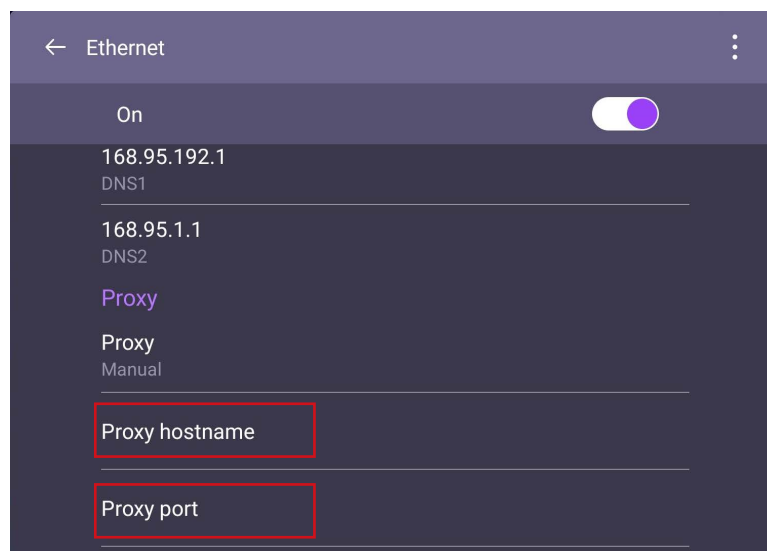 Ethernet
On
168.95.192.1
DNS1
168.95.1.1
DNS2
Proxy
Proxy
Manual
Proxy hostname
Proxy port